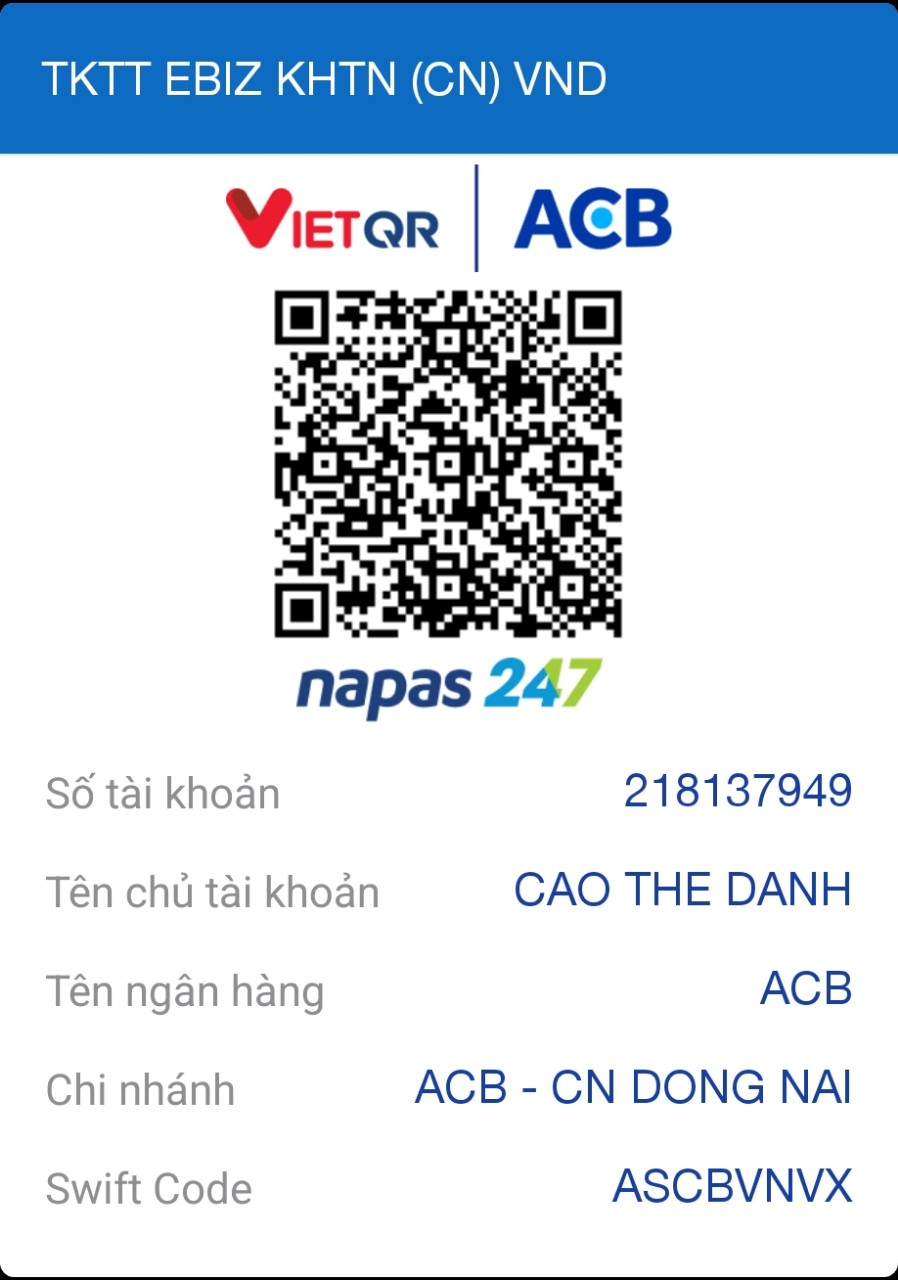 TKTT EBIZ KHTN (CN) VND
VIETQR ACB
napas 247
Số tài khoản 218137949
Tên chủ tài khoản CAO THE DANH
Tên ngân hàng ACB
Chi nhánh ACB - CN DONG NAI
Swift Code ASCBVNVX